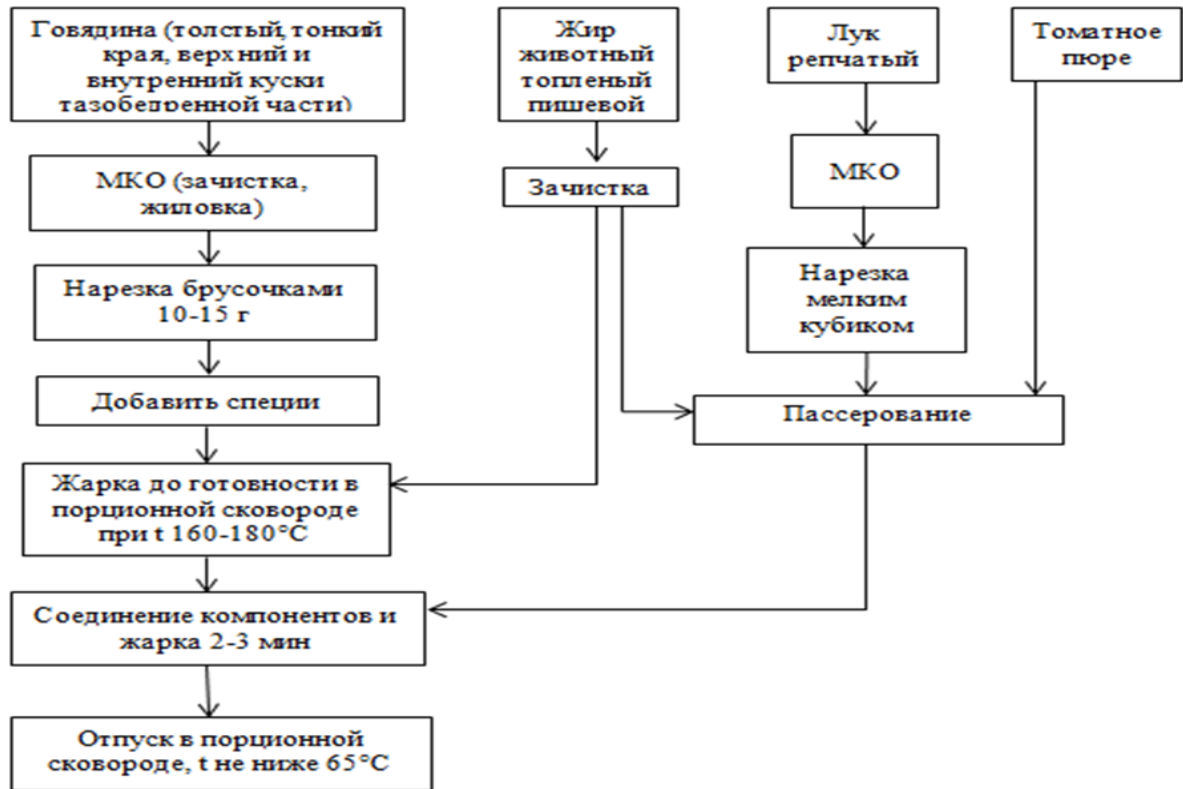 Говядина (толстый, тонкий
края, верхний и
внутренний куски
тазобедренной части)
Жир
животный
топленый
пишевой
Лук
репчатый
Томатное
пюре
МКО (зачистка,
жиловка)
Зачистка
МКО
Нарезка брусочками
10-15 г
Нарезка
мелким
кубиком
Добавить специи
Пассерование
Жарка до готовности в
порционной сковороде
при t 160-180°С
Соединение компонентов и
жарка 2-3 мин
Отпуск в порционной
сковороде, t не ниже 65°С